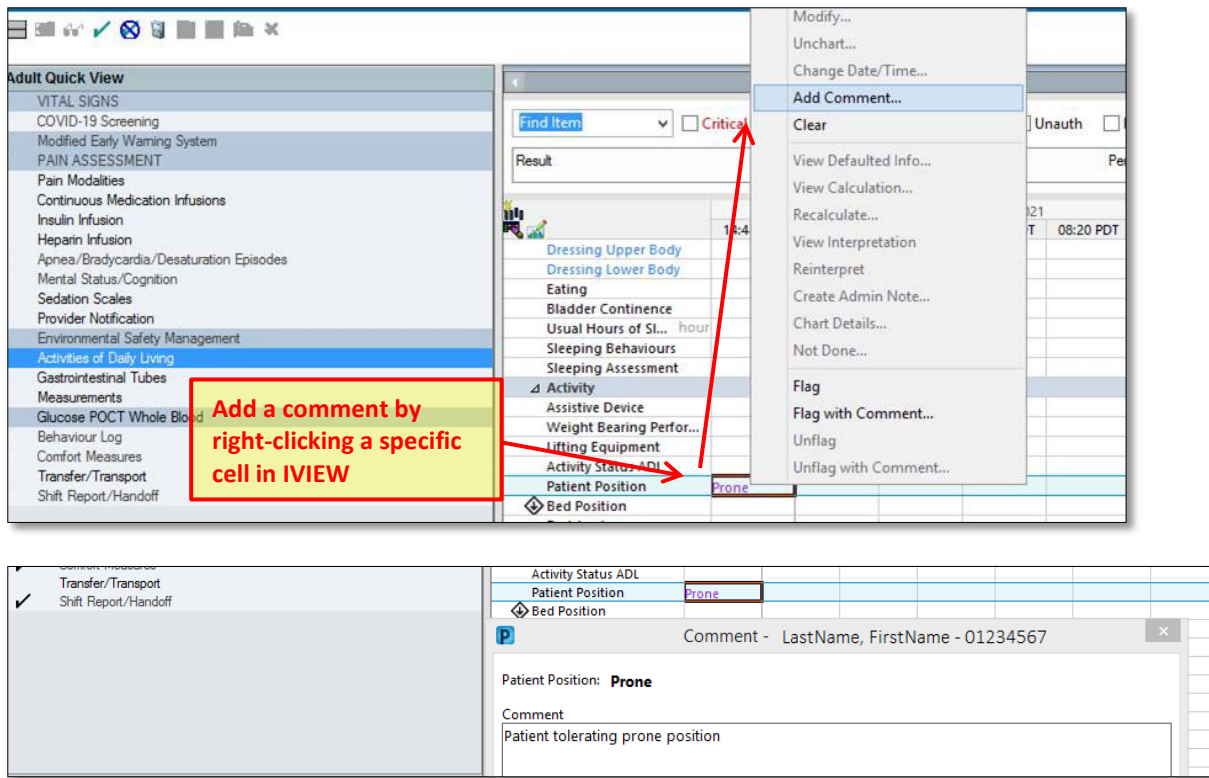 Adult Quick View
VITAL SIGNS
COVID-19 Screening
Modified Early Warning System
PAIN ASSESSMENT
Pain Modalities
Continuous Medication Infusions
Insulin Infusion
Heparin Infusion
Apnea/Bradycardia/Desaturation Episodes
Mental Status/Cognition
Sedation Scales
Provider Notification
Environmental Safety Management
Activities of Daily Living
Gastrointestinal Tubes
Measurements
Glucose POCT Whole Blood
Behaviour Log
Comfort Measures
Transfer/Transport
Shift Report/Handoff
Add a comment by
right-clicking a specific
cell in IVIEW
Find Item
Critical
Unauth
Result
14:4
08:20 PDT
Dressing Upper Body
Dressing Lower Body
Eating
Bladder Continence
Usual Hours of Sl... hour
Sleeping Behaviours
Sleeping Assessment
Activity
Assistive Device
Weight Bearing Perfor...
Lifting Equipment
Activity Status ADL
Patient Position Prone
Bed Position
Modify...
Unchart...
Change Date/Time...
Add Comment...
Clear
View Defaulted Info...
View Calculation...
Recalculate...
View Interpretation
Reinterpret
Create Admin Note...
Chart Details...
Not Done...
Flag
Flag with Comment...
Unflag
Unflag with Comment...
Comfort Measures
Transfer/Transport
Shift Report/Handoff
Activity Status ADL
Patient Position Prone
Bed Position
P Comment - LastName, FirstName - 01234567
Patient Position: Prone
Comment
Patient tolerating prone position